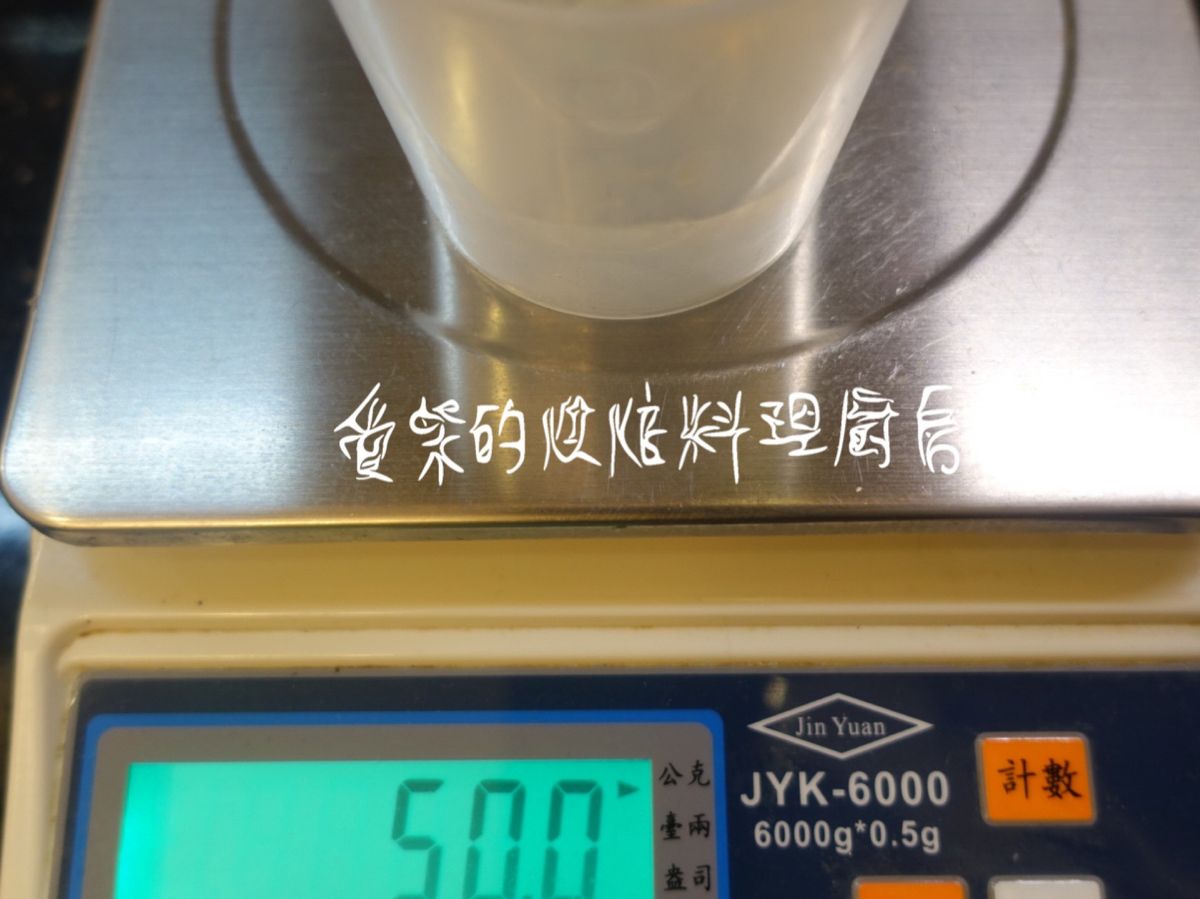 愛柴的烘焙料理廚房
Jin Yuan
JYK-6000
6000g*0.5g
計數
50.0
公克
臺兩
盎司